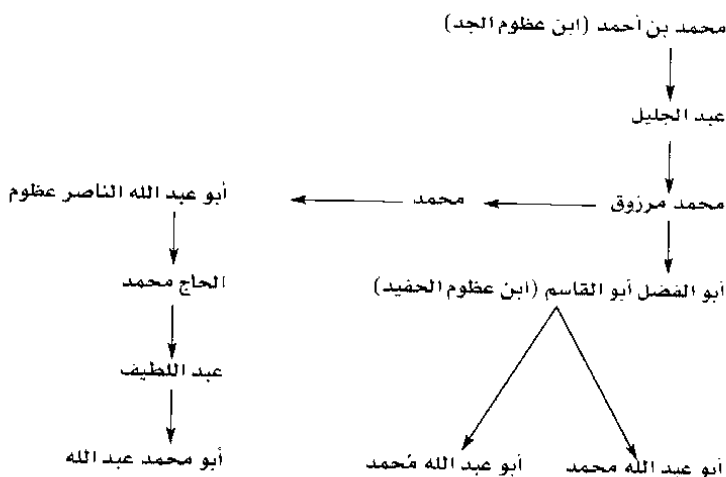 محمد بن أحمد (ابن عظوم الجد)
عبد الجليل
محمد مرزوق
محمد
أبو عبد الله الناصر عظوم
أبو الفضل أبو القاسم (ابن عظوم الحفيد)
الحاج محمد
عبد اللطيف
أبو عبد الله محمد
أبو عبد الله مُحمد
أبو محمد عبد الله